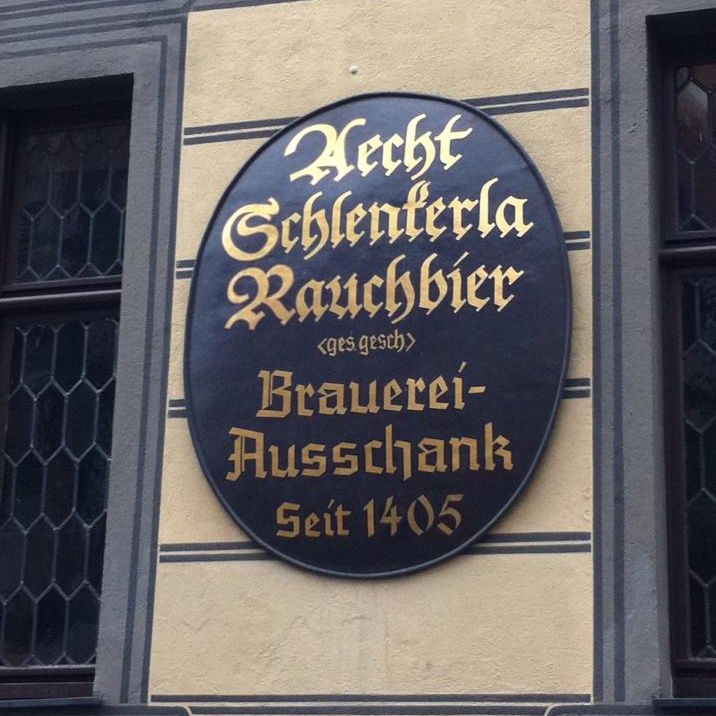 Aecht
Schlenkerla
Rauchbier
<ges. gesch>
Brauerei-
Ausschank
Seit 1405